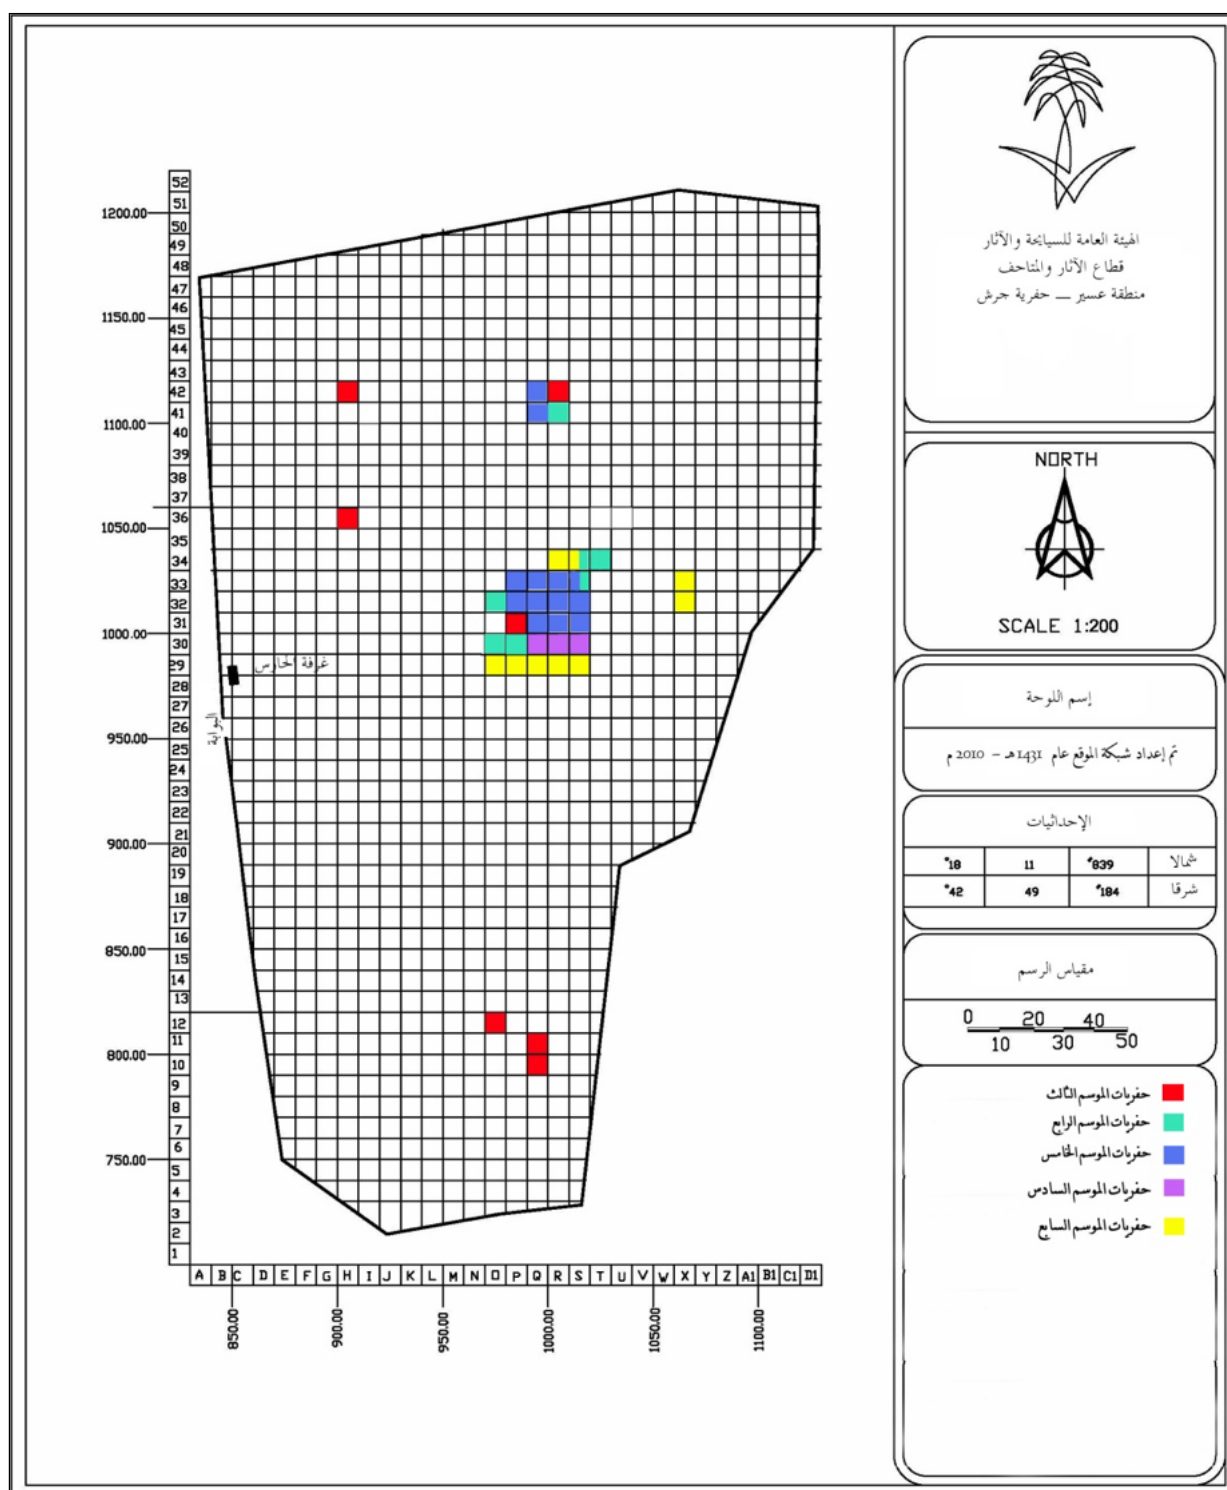 52
51
50
49
48
47
46
45
44
43
42
41
40
39
38
37
36
35
34
33
32
31
30
29
28
27
26
25
24
23
22
21
20
19
18
17
16
15
14
13
12
11
10
9
8
7
6
5
4
3
2
1
1200.00
1150.00
1100.00
1050.00
1000.00
950.00
900.00
850.00
800.00
750.00
غرفة الحارس
البوابة
A B C D E F G H I J K L M N O P Q R S T U V W X Y Z A1 B1 C1 D1
850.00 900.00 950.00 1000.00 1050.00 1100.00
الهيئة العامة للسياحة والآثار
قطاع الآثار والمتاحف
منطقة عسير ــ حفرية جرش
NORTH
SCALE 1:200
إسم اللوحة
تم إعداد شبكة الموقع عام 1431هـ - 2010 م
الإحداثيات
شمالا 839ً 11 18°
شرقا 184ً 49 42°
مقياس الرسم
0 20 40
10 30 50
حفريات الموسم الثالث
حفريات الموسم الرابع
حفريات الموسم الخامس
حفريات الموسم السادس
حفريات الموسم السابع